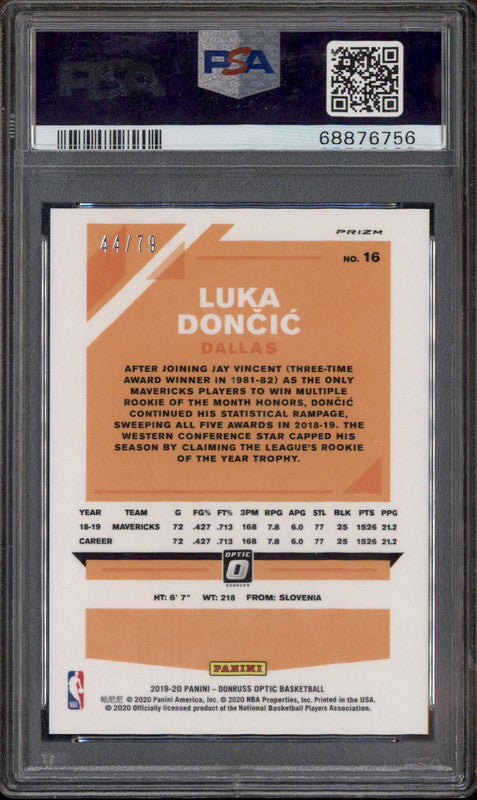 PSA
PSA
68876756
44/79
PRIZM
NO. 16
LUKA
DONČIĆ
DALLAS
AFTER JOINING JAY VINCENT (THREE-TIME
AWARD WINNER IN 1981-82) AS THE ONLY
MAVERICKS PLAYERS TO WIN MULTIPLE
ROOKIE OF THE MONTH HONORS, DONČIĆ
CONTINUED HIS STATISTICAL RAMPAGE,
SWEEPING ALL FIVE AWARDS IN 2018-19. THE
WESTERN CONFERENCE STAR CAPPED HIS
SEASON BY CLAIMING THE LEAGUE'S ROOKIE
OF THE YEAR TROPHY.
YEAR TEAM G FG% FT% 3PM RPG APG STL BLK PTS PPG
18-19 MAVERICKS 72 .427 .713 168 7.8 6.0 77 25 1526 21.2
CAREER 72 .427 .713 168 7.8 6.0 77 25 1526 21.2
OPTIC
DONRUSS
HT: 6' 7" WT: 218 FROM: SLOVENIA
PANINI
2019-20 PANINI – DONRUSS OPTIC BASKETBALL
帕尼尼 © 2020 Panini America, Inc. © 2020 NBA Properties, Inc. Printed in the USA.
© 2020 Officially licensed product of the National Basketball Players Association.
NBA